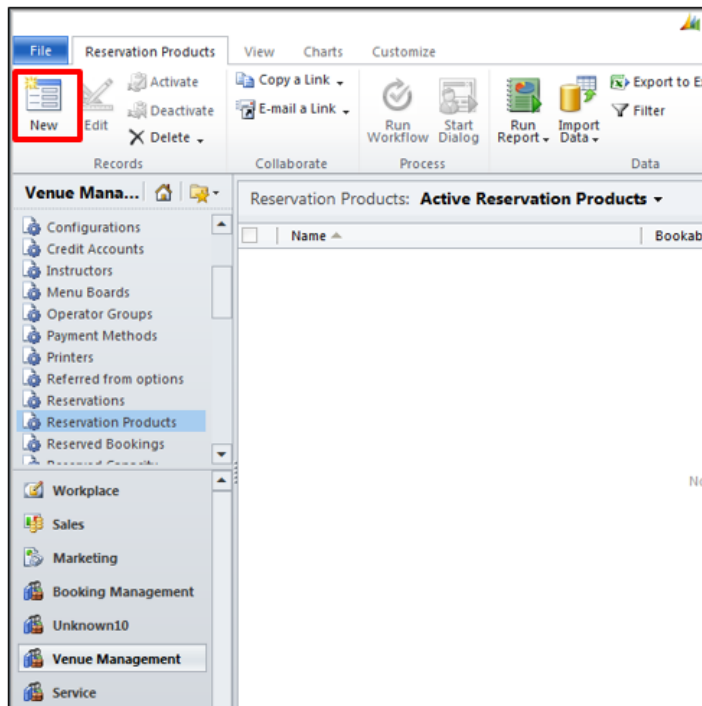 File Reservation Products View Charts Customize
New
Edit
Activate
Deactivate
Delete
Records
Copy a Link
E-mail a Link
Collaborate
Run Workflow
Start Dialog
Process
Run Report
Import Data
Export to E
Filter
Data
Venue Mana...
Reservation Products: Active Reservation Products
Name Bookab
Configurations
Credit Accounts
Instructors
Menu Boards
Operator Groups
Payment Methods
Printers
Referred from options
Reservations
Reservation Products
Reserved Bookings
Reserved Capacity
No
Workplace
Sales
Marketing
Booking Management
Unknown10
Venue Management
Service